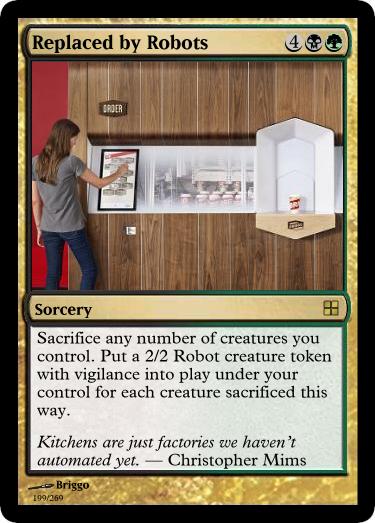 Replaced by Robots 4
ORDER
Sorcery
Sacrifice any number of creatures you
control. Put a 2/2 Robot creature token
with vigilance into play under your
control for each creature sacrificed this
way.
Kitchens are just factories we haven't
automated yet. — Christopher Mims
Briggo
199/269